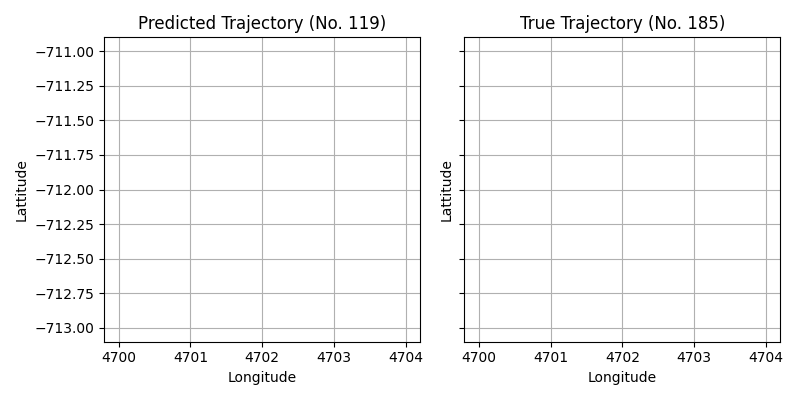 Predicted Trajectory (No. 119)
True Trajectory (No. 185)
Lattitude
−711.00
−711.25
−711.50
−711.75
−712.00
−712.25
−712.50
−712.75
−713.00
4700 4701 4702 4703 4704
Longitude
Lattitude
4700 4701 4702 4703 4704
Longitude